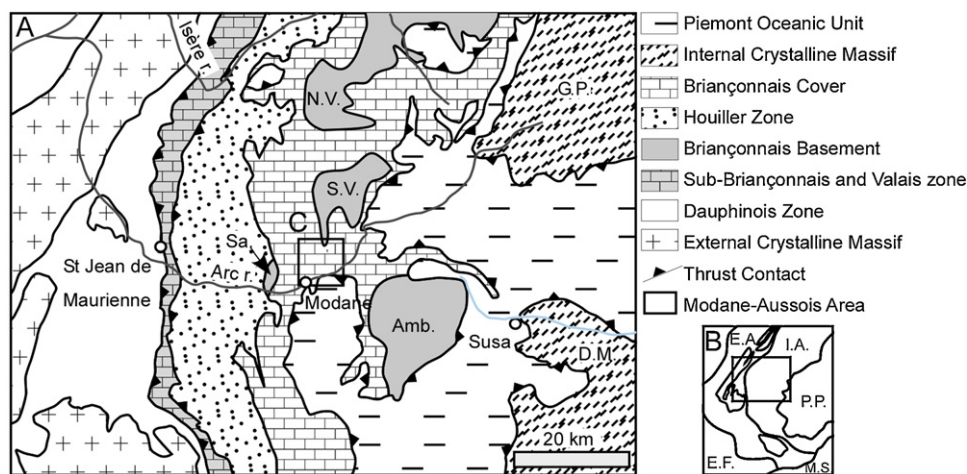 A
Isère r.
N.V.
G.P.
S.V.
C
Sa.
Arc r.
St Jean de
Maurienne
Modane
Amb.
Susa
D.M.
20 km
Piemont Oceanic Unit
Internal Crystalline Massif
Briançonnais Cover
Houiller Zone
Briançonnais Basement
Sub-Briançonnais and Valais zone
Dauphinois Zone
External Crystalline Massif
Thrust Contact
Modane-Aussois Area
B
E.A.
I.A.
P.P.
E.F.
M.S.